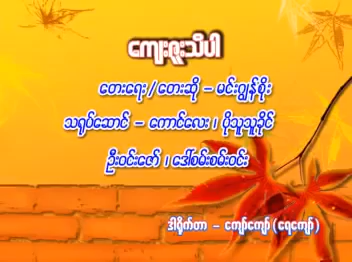 ကျေးဇူးသိပါ
တေးရေး/တေးဆို - မင်းဂျွန်စိုး
သရုပ်ဆောင် - ကောင်လေး ၊ ပိုသူသူခိုင်
ဦးဝင်းဇော် ၊ ဒေါ်စမ်းစမ်းဝင်း
ဒါရိုက်တာ - ကျော်ကျော် (ရေကျော်)